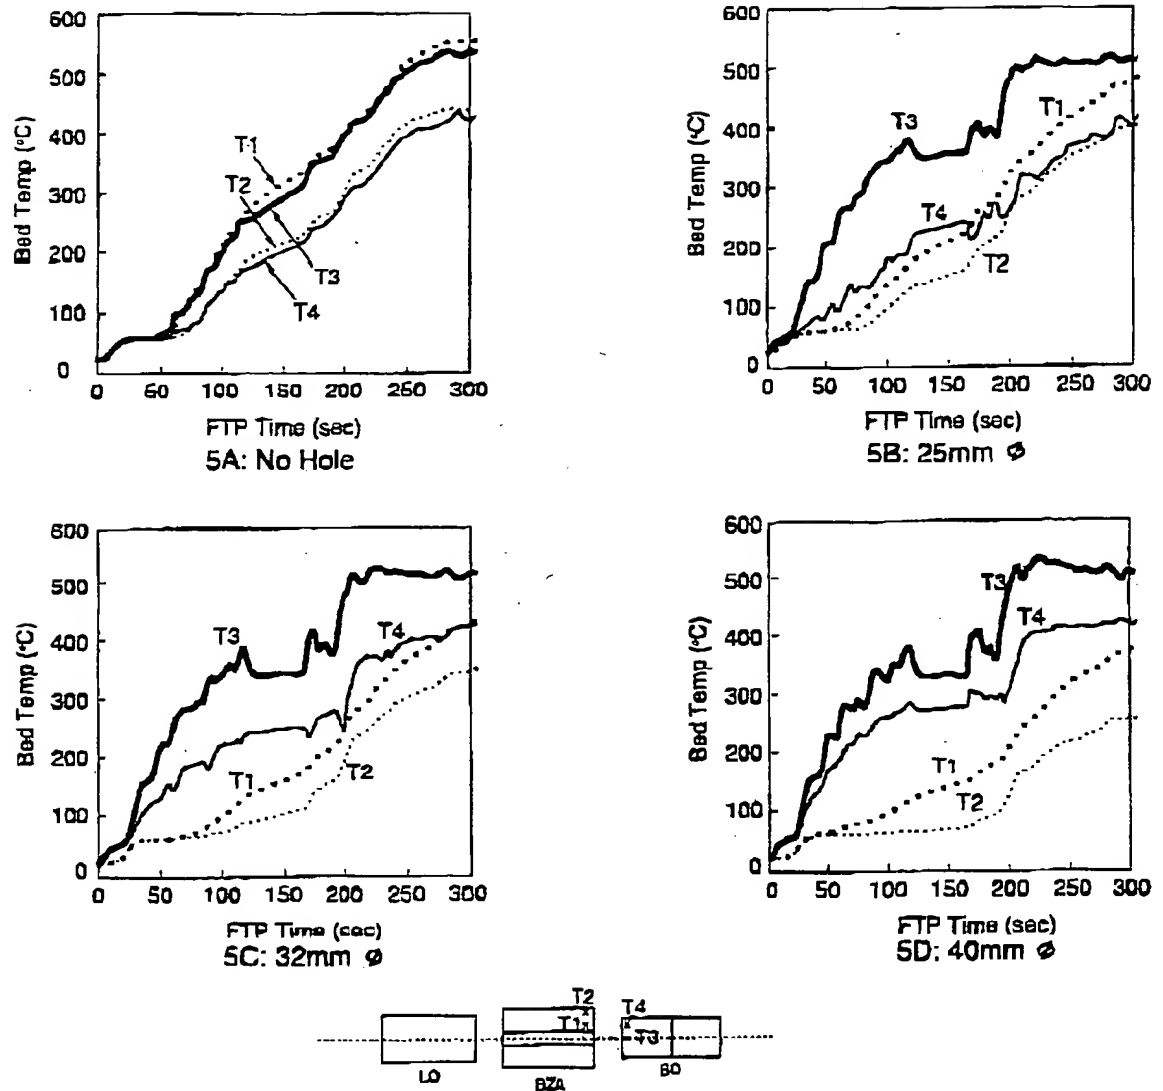 600
500
400
300
200
100
0
Bed Temp (°C)
T1
T2
T3
T4
0 50 100 150 200 250 300
FTP Time (sec)
5A: No Hole
600
500
400
300
200
100
0
Bed Temp (°C)
T3
T1
T4
T2
0 50 100 150 200 250 300
FTP Time (sec)
5B: 25mm Ø
600
500
400
300
200
100
0
Bed Temp (°C)
T3
T4
T1
T2
0 50 100 150 200 250 300
FTP Time (sec)
5C: 32mm Ø
600
500
400
300
200
100
0
Bed Temp (°C)
T3
T4
T1
T2
0 50 100 150 200 250 300
FTP Time (sec)
5D: 40mm Ø
T2
T4
T1
T3
LO
BZA
BO